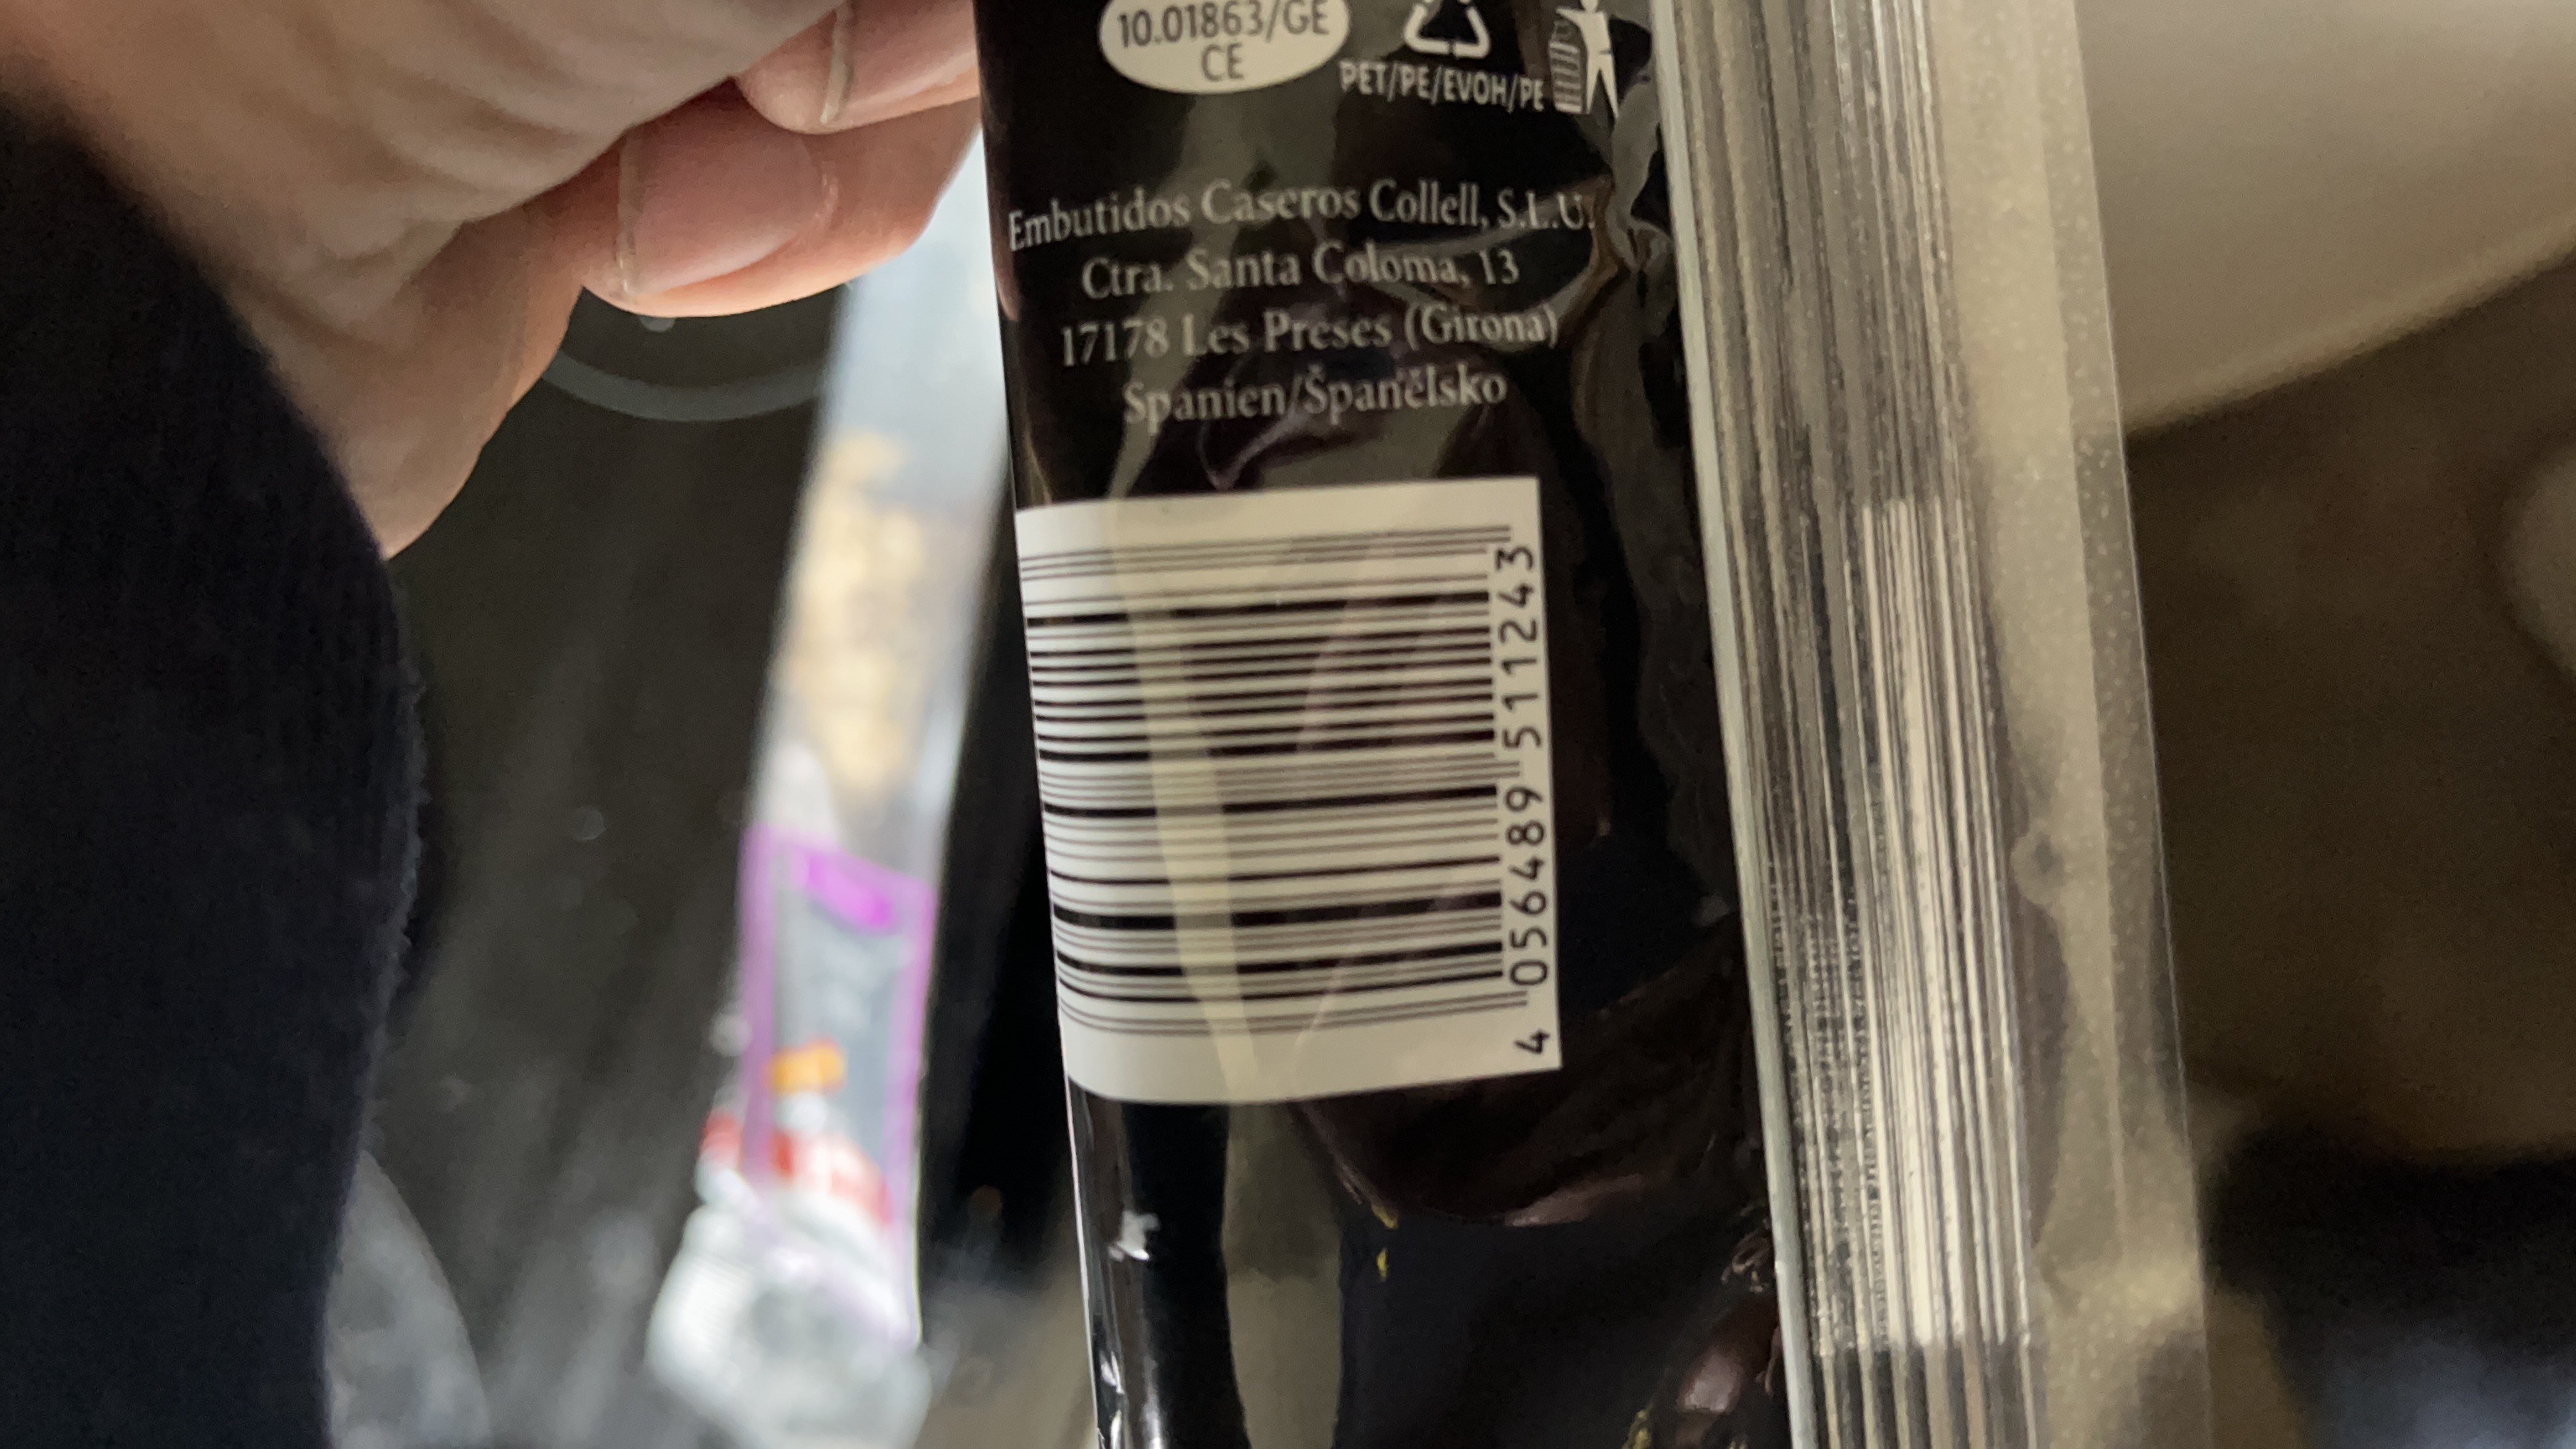 10.01863/GE
CE
PET/PE/EVOH/PE
Embutidos Caseros Collell, S.L.U.
Ctra. Santa Coloma, 13
17178 Les Preses (Girona)
Spanien/Španělsko
4 056489 511243